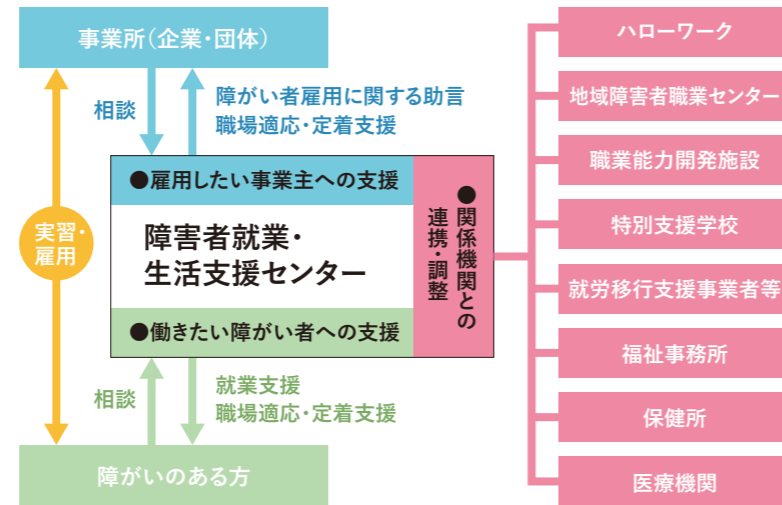 事業所(企業・団体)
相談
障がい者雇用に関する助言
職場適応・定着支援
●雇用したい事業主への支援
障害者就業・
生活支援センター
●働きたい障がい者への支援
●関係機関との
連携・調整
実習・
雇用
相談
就業支援
職場適応・定着支援
障がいのある方
ハローワーク
地域障害者職業センター
職業能力開発施設
特別支援学校
就労移行支援事業者等
福祉事務所
保健所
医療機関